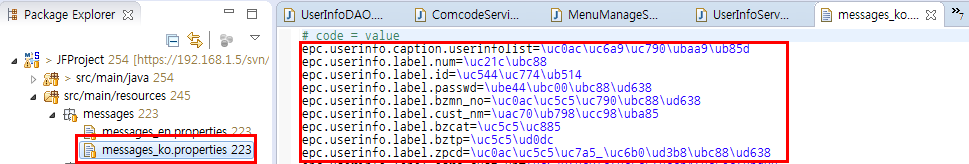 Package Explorer
JFProject 254 [https://192.168.1.5/svn/
src/main/java 254
src/main/resources 245
messages 223
messages_en.properties 223
messages_ko.properties 223
UserInfoDAO....
ComcodeServi...
MenuManageS...
UserInfoServ...
messages_ko....
»7
# code = value
epc.userinfo.caption.userinfolist=\uc0ac\uc6a9\uc790\ubaa9\ub85d
epc.userinfo.label.num=\uc21c\ubc88
epc.userinfo.label.id=\uc544\uc774\ub514
epc.userinfo.label.passwd=\ube44\ubc00\ubc88\ud638
epc.userinfo.label.bzmn_no=\uc0ac\uc5c5\uc790\ubc88\ud638
epc.userinfo.label.cust_nm=\uac70\ub798\ucc98\uba85
epc.userinfo.label.bzcat=\uc5c5\uc885
epc.userinfo.label.bztp=\uc5c5\ud0dc
epc.userinfo.label.zpcd=\uc0ac\uc5c5\uc7a5_\uc6b0\ud3b8\ubc88\ud638